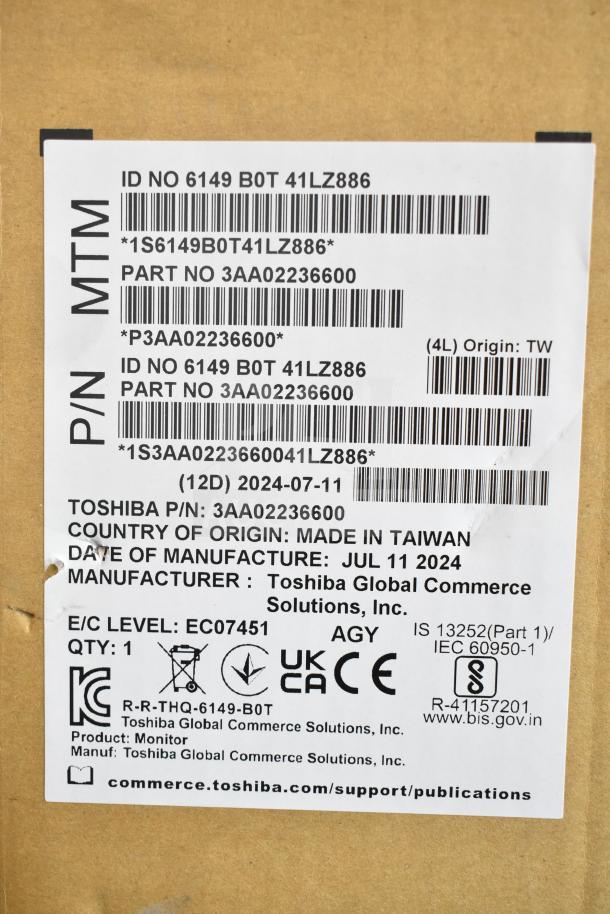 MTM
ID NO 6149 B0T 41LZ886
*1S6149B0T41LZ886*
PART NO 3AA02236600
*P3AA02236600*
(4L) Origin: TW
P/N
ID NO 6149 B0T 41LZ886
PART NO 3AA02236600
*1S3AA0223660041LZ886*
(12D) 2024-07-11
TOSHIBA P/N: 3AA02236600
COUNTRY OF ORIGIN: MADE IN TAIWAN
DATE OF MANUFACTURE: JUL 11 2024
MANUFACTURER : Toshiba Global Commerce
Solutions, Inc.
E/C LEVEL: EC07451
AGY
IS 13252(Part 1)/
IEC 60950-1
QTY: 1
UK
CA
CE
R-41157201
www.bis.gov.in
R-R-THQ-6149-B0T
Toshiba Global Commerce Solutions, Inc.
Product: Monitor
Manuf: Toshiba Global Commerce Solutions, Inc.
commerce.toshiba.com/support/publications